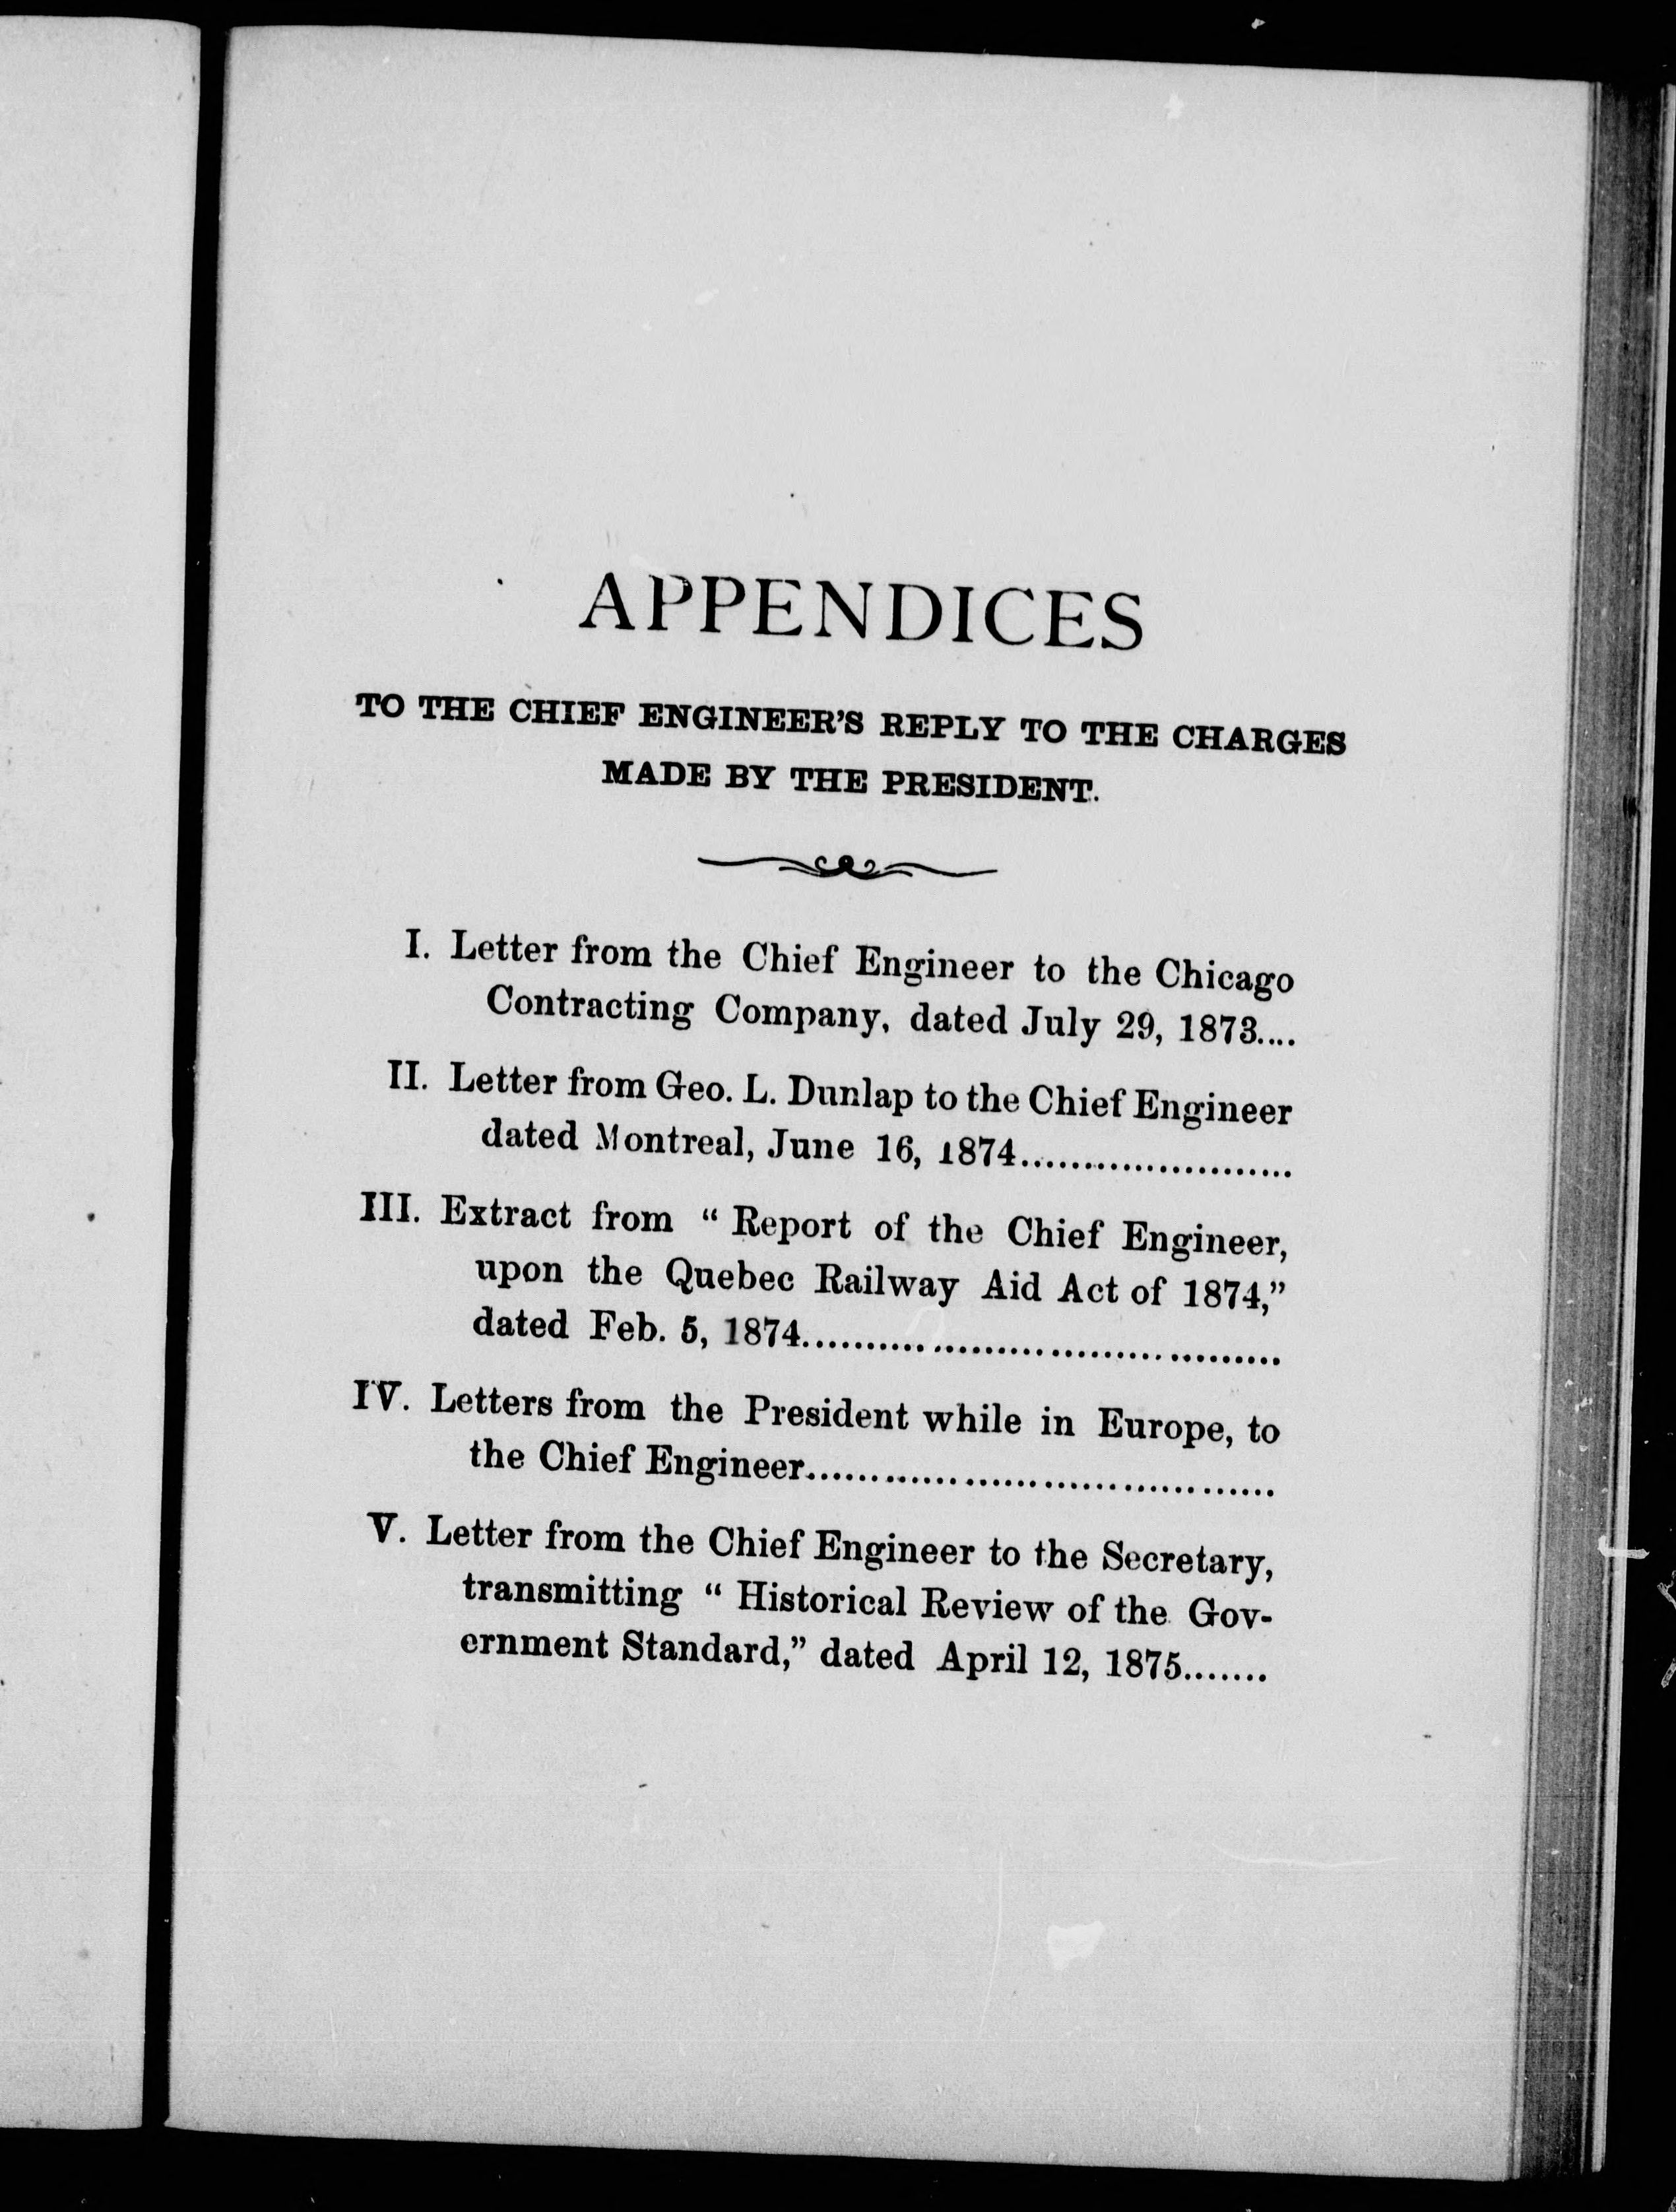 APPENDICES
TO THE CHIEF ENGINEER'S REPLY TO THE CHARGES
MADE BY THE PRESIDENT.
I. Letter from the Chief Engineer to the Chicago
Contracting Company, dated July 29, 1873....
II. Letter from Geo. L. Dunlap to the Chief Engineer
dated Montreal, June 16, 1874........................
III. Extract from “ Report of the Chief Engineer,
upon the Quebec Railway Aid Act of 1874,”
dated Feb. 5, 1874..........................................
IV. Letters from the President while in Europe, to
the Chief Engineer..........................................
V. Letter from the Chief Engineer to the Secretary,
transmitting “ Historical Review of the Gov-
ernment Standard,” dated April 12, 1875.......